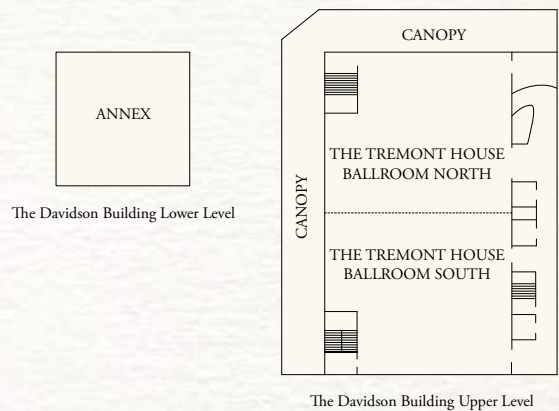 ANNEX
The Davidson Building Lower Level
CANOPY
CANOPY
THE TREMONT HOUSE
BALLROOM NORTH
THE TREMONT HOUSE
BALLROOM SOUTH
The Davidson Building Upper Level